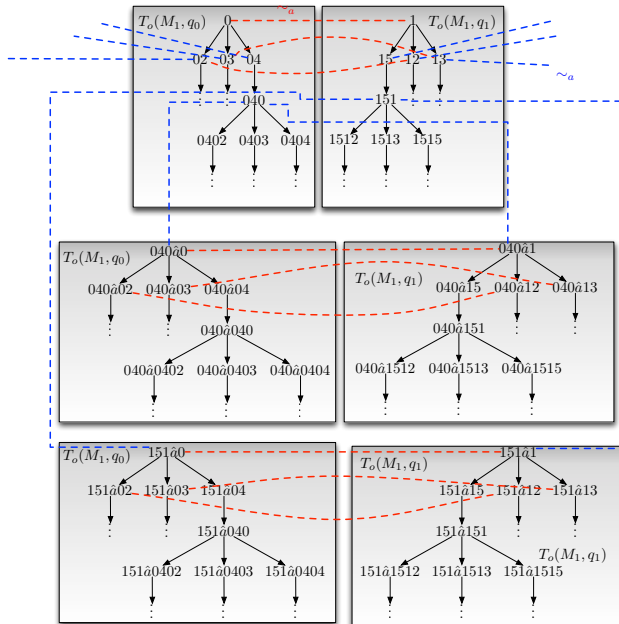 ∼a
T_o(M_1, q_0) 0 1 T_o(M_1, q_1)
02 03 04 15 12 13
∼a
⋮ ⋮ ⋮ ⋮
040 151
0402 0403 0404 1512 1513 1515
⋮ ⋮ ⋮ ⋮ ⋮ ⋮
T_o(M_1, q_0) 040â0 040â1
T_o(M_1, q_1)
040â02 040â03 040â04 040â15 040â12 040â13
⋮ ⋮ ⋮ ⋮
040â040 040â151
040â0402 040â0403 040â0404 040â1512 040â1513 040â1515
⋮ ⋮ ⋮ ⋮ ⋮ ⋮
T_o(M_1, q_0) 151â0 151â1
T_o(M_1, q_1)
151â02 151â03 151â04 151â15 151â12 151â13
⋮ ⋮ ⋮ ⋮
151â040 151â151
T_o(M_1, q_1)
151â0402 151â0403 151â0404 151â1512 151â1513 151â1515
⋮ ⋮ ⋮ ⋮ ⋮ ⋮